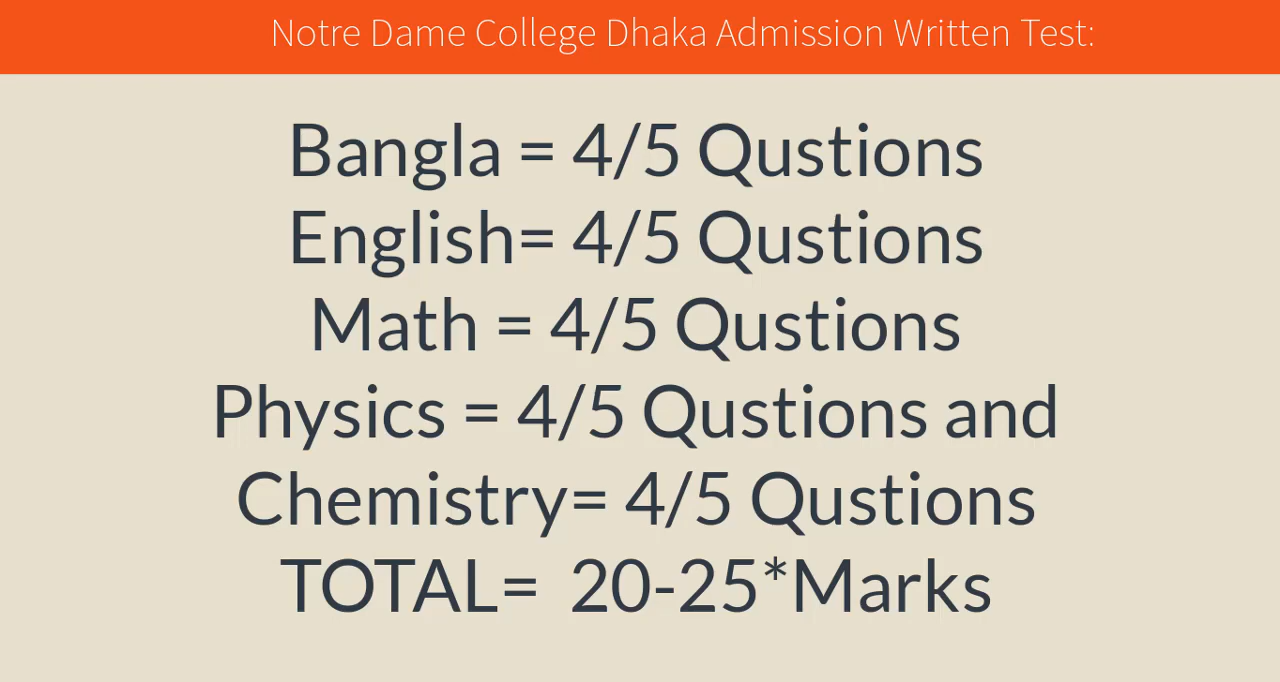 Notre Dame College Dhaka Admission Written Test:
Bangla = 4/5 Qustions
English= 4/5 Qustions
Math = 4/5 Qustions
Physics = 4/5 Qustions and
Chemistry= 4/5 Qustions
TOTAL=  20-25*Marks